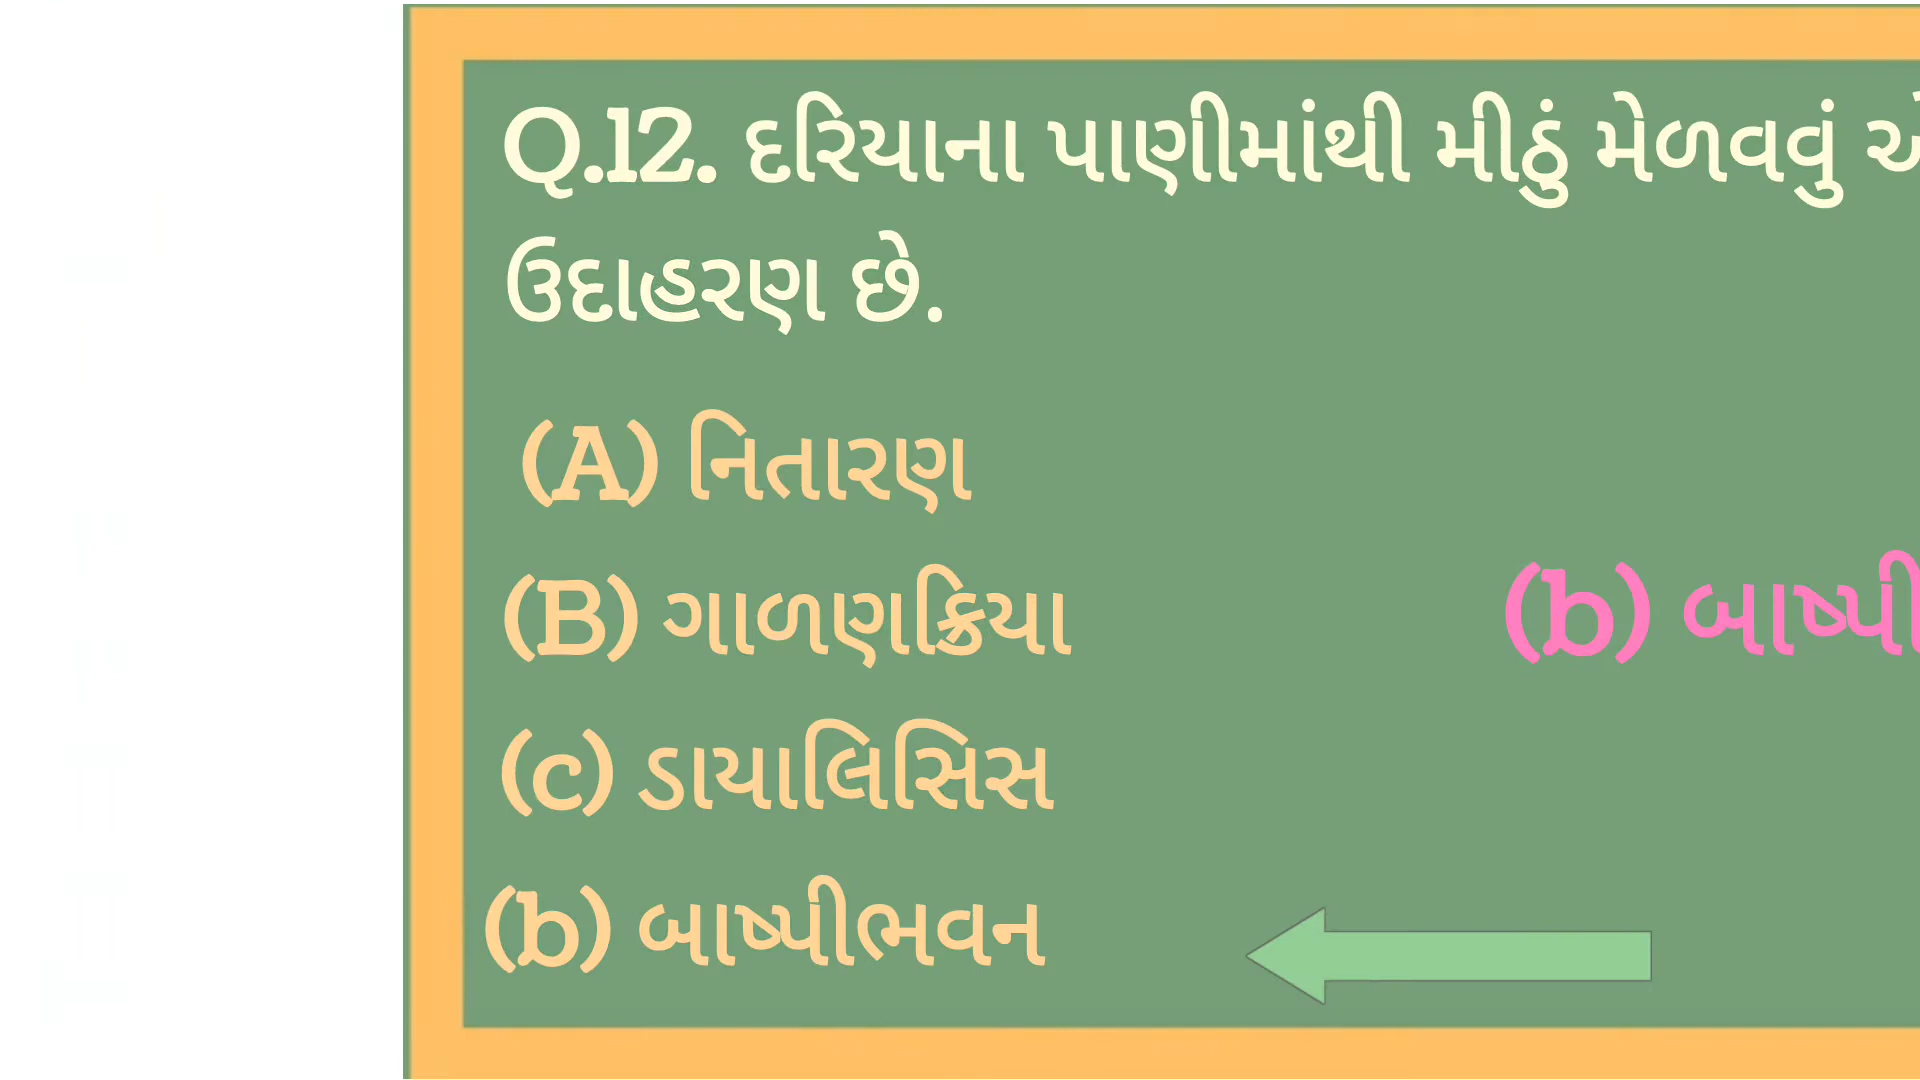 Q.12. દરિયાના પાણીમાંથી મીઠું મેળવવું
ઉદાહરણ છે.
(A) નિતારણ
(B) ગાળણક્રિયા
(b)
(c) ડાયાલિસિસ
(b) બાષ્પીભવન